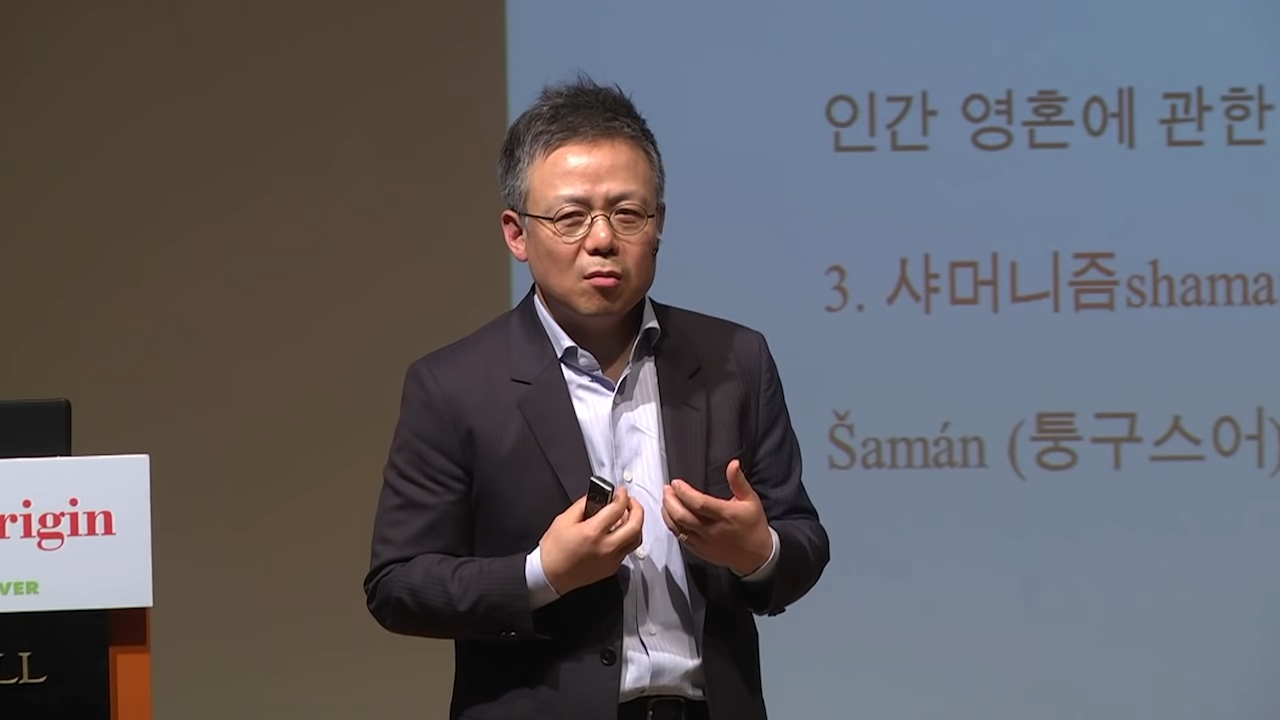 인간 영혼에 관한
3. 샤머니즘shama
Šamán (퉁구스어)
rigin
VER
LL